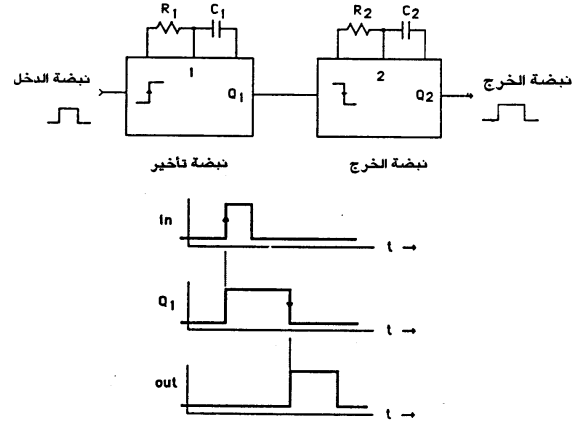 R1 C1
R2 C2
نبضة الدخل
1
Q1
2
Q2
نبضة الخرج
نبضة تأخير
نبضة الخرج
in
t →
Q1
t →
out
t →